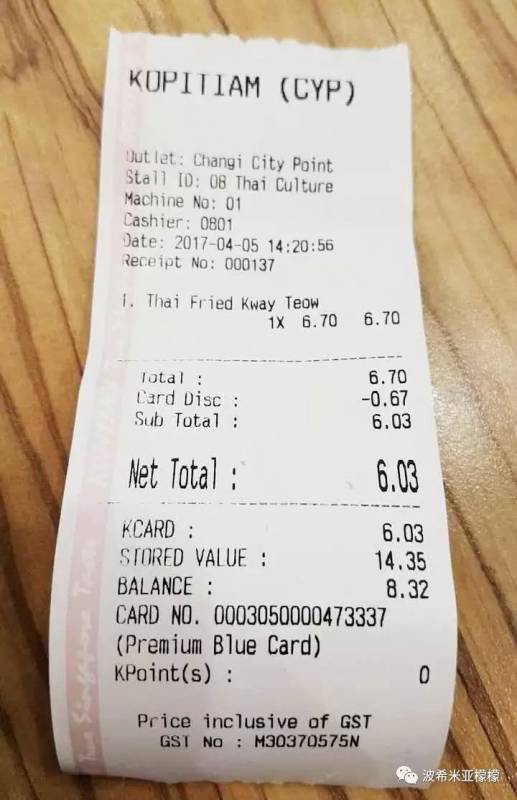 KOPITIAM (CYP)
Outlet: Changi City Point
Stall ID: 08 Thai Culture
Machine No: 01
Cashier: 0801
Date: 2017-04-05 14:20:56
Receipt No: 000137
1. Thai Fried Kway Teow
1X 6.70 6.70
Total : 6.70
Card Disc : -0.67
Sub Total : 6.03
Net Total : 6.03
KCARD : 6.03
STORED VALUE : 14.35
BALANCE : 8.32
CARD NO. 0003050000473337
(Premium Blue Card)
KPoint(s) : 0
Price inclusive of GST
GST No : M30370575N
True Singapore Taste
波希米亚檬檬